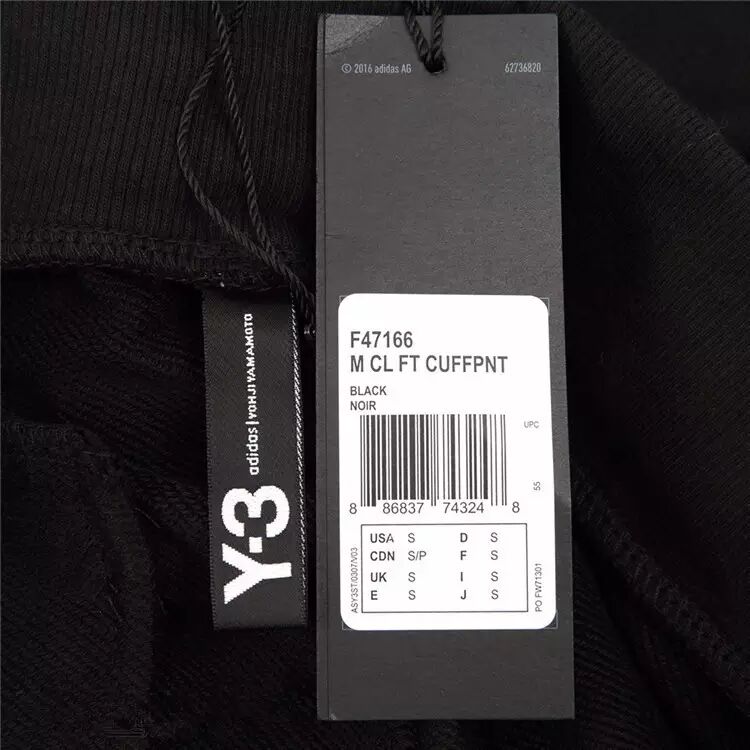 © 2016 adidas AG
62736820
F47166
M CL FT CUFFPNT
BLACK
NOIR
UPC
8 86837 74324 8
55
USA S D S
CDN S/P F S
UK S I S
E S J S
ASY3ST/0307/V03
PO FW71301
Y-3
adidas | YOHJI YAMAMOTO